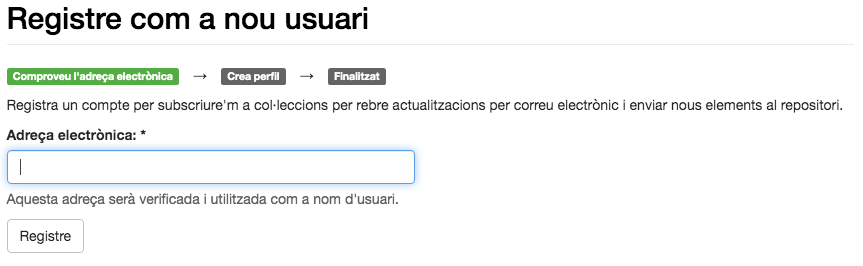 Registre com a nou usuari
Comproveu l'adreça electrònica → Crea perfil → Finalitzat
Registra un compte per subscriure'm a col·leccions per rebre actualitzacions per correu electrònic i enviar nous elements al repositori.
Adreça electrònica: *
Aquesta adreça serà verificada i utilitzada com a nom d'usuari.
Registre